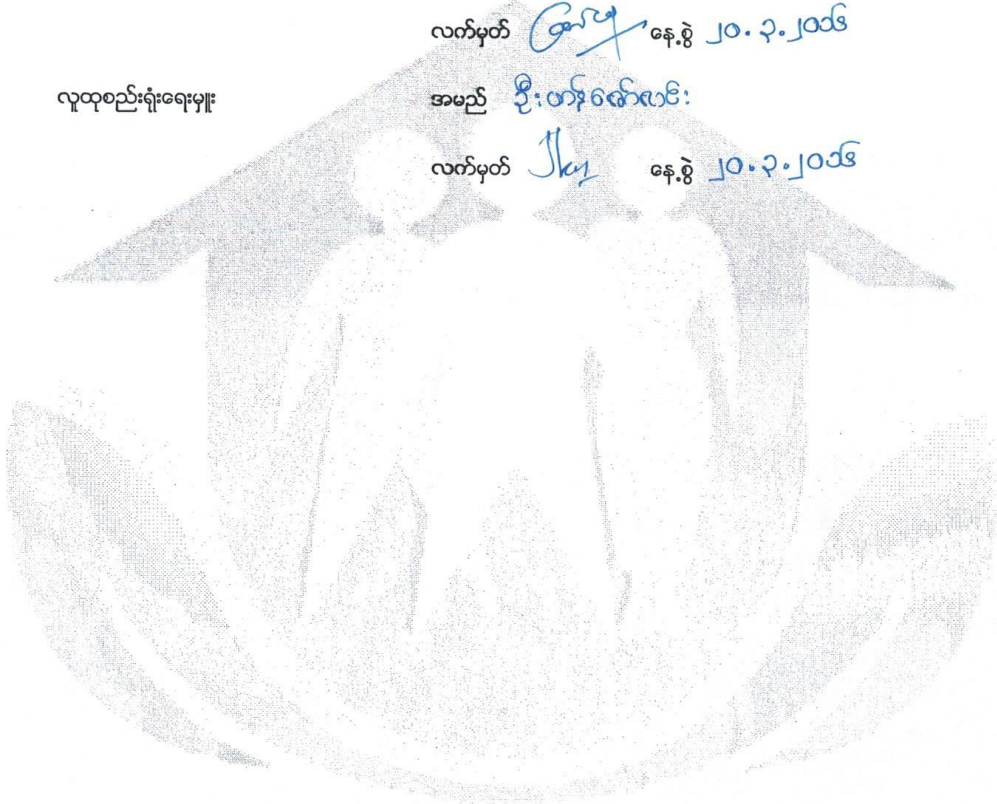 လက်မှတ် နေ့စွဲ ၂၀.၃.၂၀၁၆
လူထုစည်းရုံးရေးမှူး အမည် ဦးဟန်ဇော်လင်း
လက်မှတ် နေ့စွဲ ၂၀.၃.၂၀၁၆